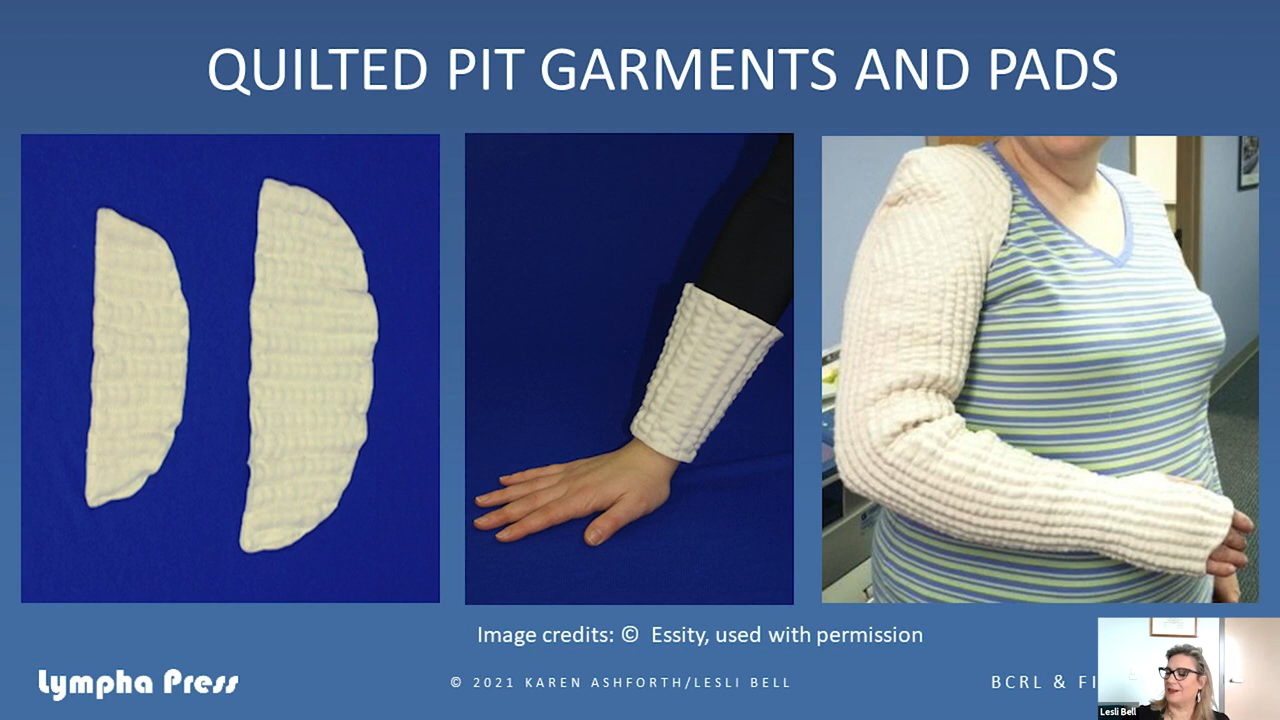 QUILTED PIT GARMENTS AND PADS
Image credits: © Essity, used with permission
Lympha Press
© 2021 KAREN ASHFORTH/LESLI BELL
BCRL &
Lesli Bell